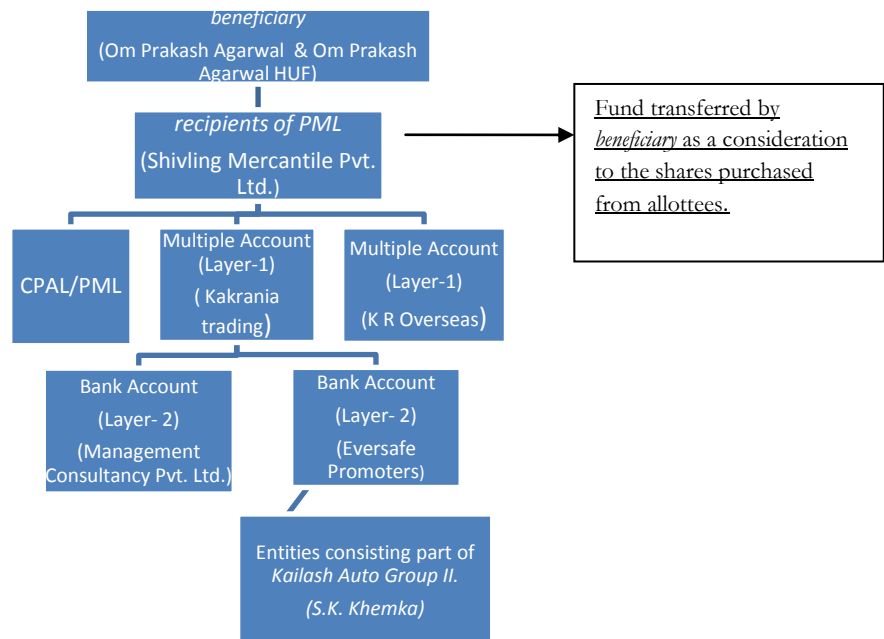 beneficiary
(Om Prakash Agarwal & Om Prakash
Agarwal HUF)
recipients of PML
(Shivling Mercantile Pvt.
Ltd.)
Fund transferred by
beneficiary as a consideration
to the shares purchased
from allottees.
CPAL/PML
Multiple Account
(Layer-1)
( Kakrania
trading)
Multiple Account
(Layer-1)
(K R Overseas)
Bank Account
(Layer- 2)
(Management
Consultancy Pvt. Ltd.)
Bank Account
(Layer- 2)
(Eversafe
Promoters)
Entities consisting part of
Kailash Auto Group II.
(S.K. Khemka)